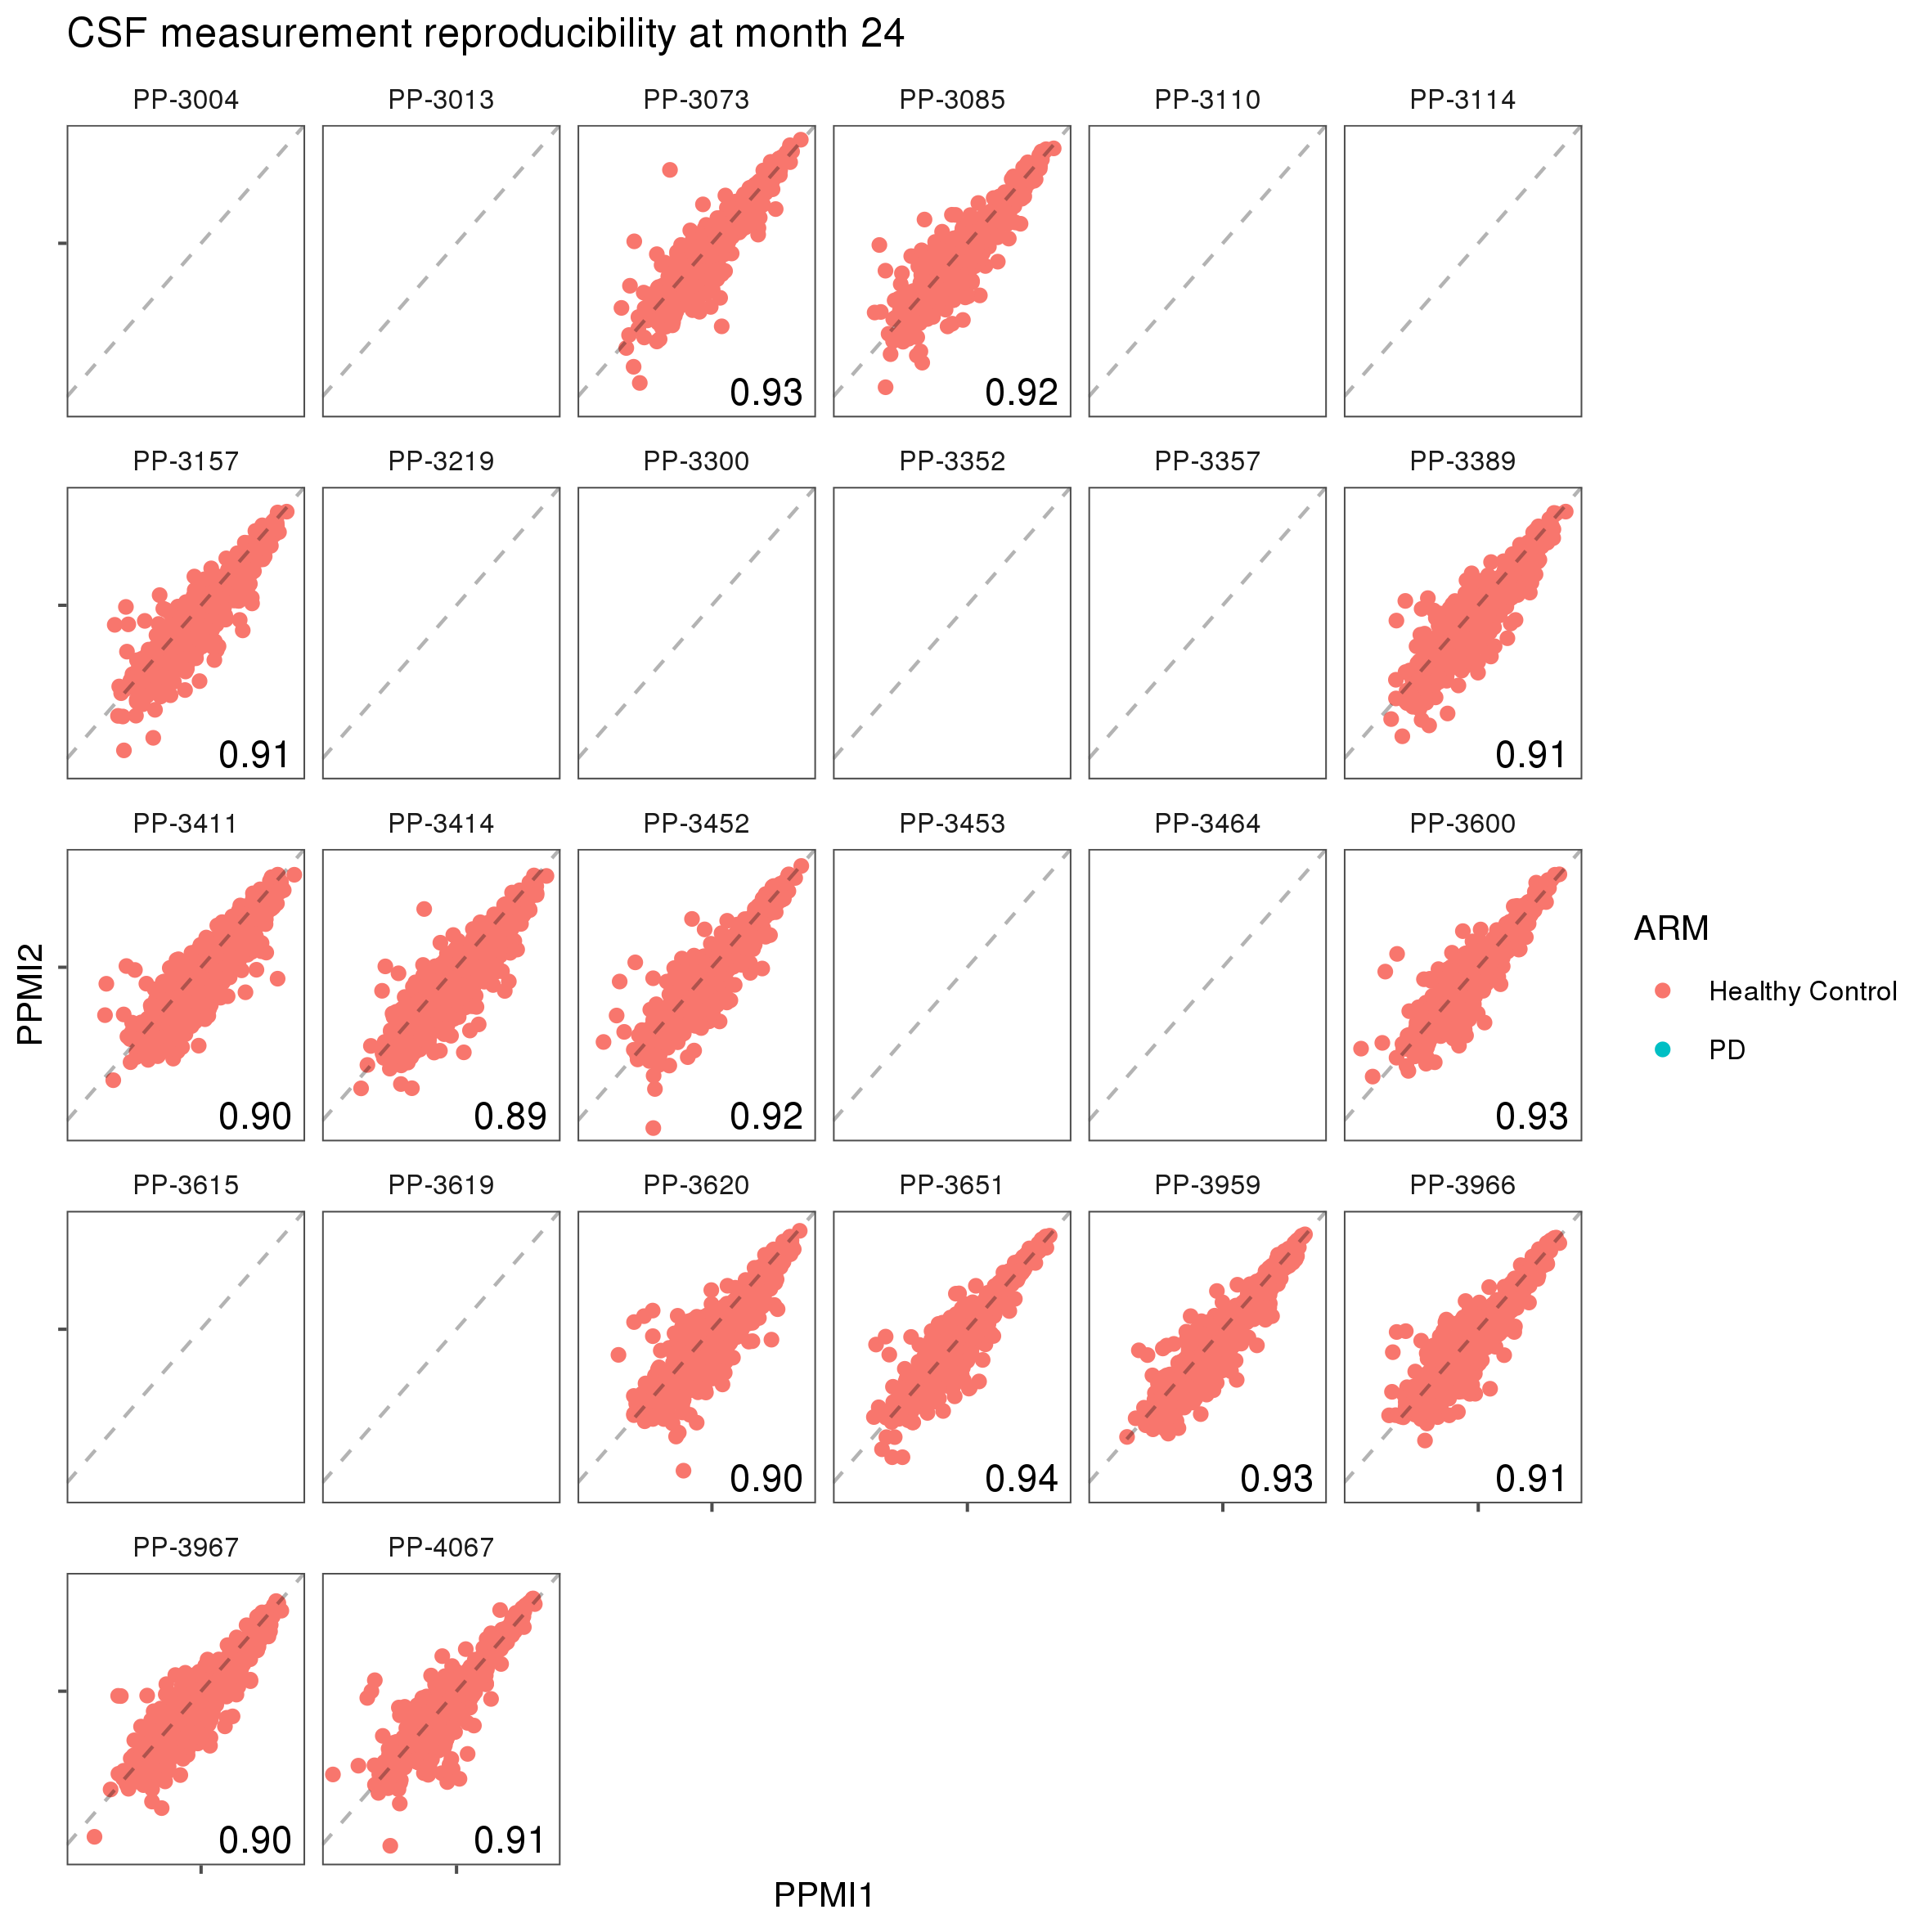 CSF measurement reproducibility at month 24
PP-3004 PP-3013 PP-3073 PP-3085 PP-3110 PP-3114
0.93 0.92
PP-3157 PP-3219 PP-3300 PP-3352 PP-3357 PP-3389
0.91 0.91
PP-3411 PP-3414 PP-3452 PP-3453 PP-3464 PP-3600
0.90 0.89 0.92 0.93
PP-3615 PP-3619 PP-3620 PP-3651 PP-3959 PP-3966
0.90 0.94 0.93 0.91
PP-3967 PP-4067
0.90 0.91
PPMI1
PPMI2
ARM
Healthy Control
PD